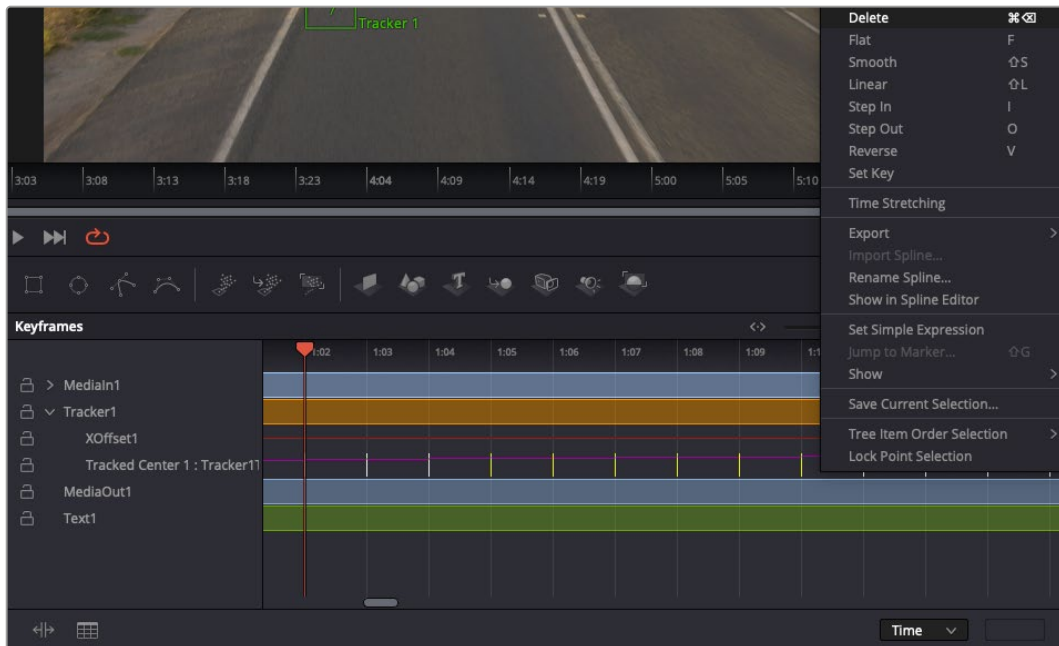 Tracker 1
Delete ⌘⌫
Flat F
Smooth ⇧S
Linear ⇧L
Step In I
Step Out O
Reverse V
Set Key
Time Stretching
Export
Import Spline...
Rename Spline...
Show in Spline Editor
Set Simple Expression
Jump to Marker... ⇧G
Show
Save Current Selection...
Tree Item Order Selection
Lock Point Selection
3:03 3:08 3:13 3:18 3:23 4:04 4:09 4:14 4:19 5:00 5:05 5:10
T
Keyframes
1:02 1:03 1:04 1:05 1:06 1:07 1:08 1:09
MediaIn1
Tracker1
XOffset1
Tracked Center 1 : Tracker1
MediaOut1
Text1
Time